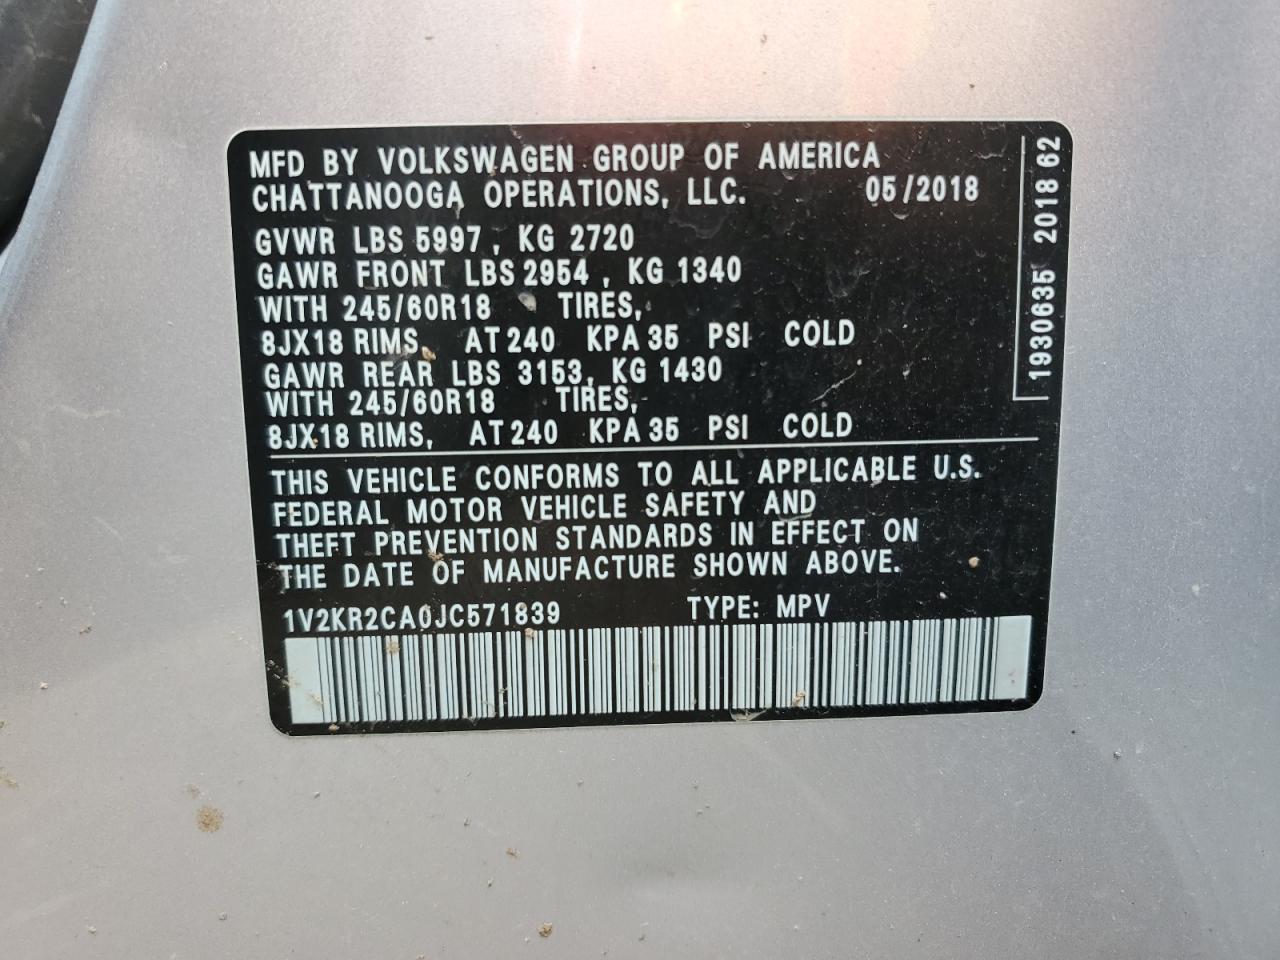 MFD BY VOLKSWAGEN GROUP OF AMERICA
CHATTANOOGA OPERATIONS, LLC. 05/2018
GVWR LBS 5997, KG 2720
GAWR FRONT LBS 2954, KG 1340
WITH 245/60R18 TIRES,
8JX18 RIMS, AT 240 KPA 35 PSI COLD
GAWR REAR LBS 3153, KG 1430
WITH 245/60R18 TIRES,
8JX18 RIMS, AT 240 KPA 35 PSI COLD
THIS VEHICLE CONFORMS TO ALL APPLICABLE U.S.
FEDERAL MOTOR VEHICLE SAFETY AND
THEFT PREVENTION STANDARDS IN EFFECT ON
THE DATE OF MANUFACTURE SHOWN ABOVE.
1V2KR2CA0JC571839 TYPE: MPV
1930635 2018 62